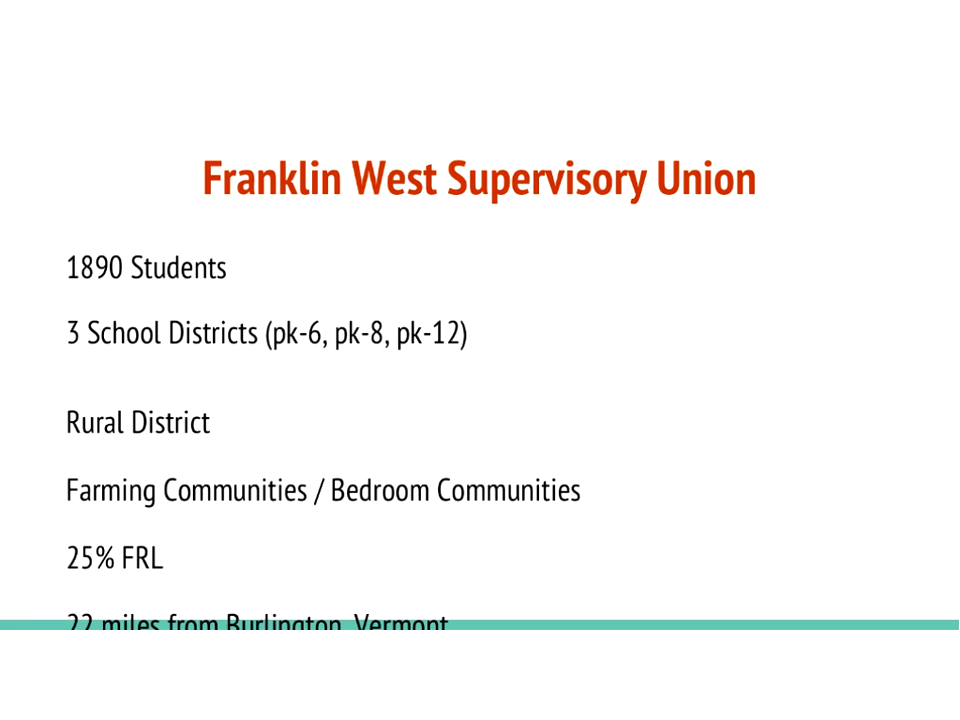 Franklin West Supervisory Union
1890 Students
3 School Districts (pk-6, pk-8, pk-12)
Rural District
Farming Communities / Bedroom Communities
25% FRL
22 miles from Burlington, Vermont